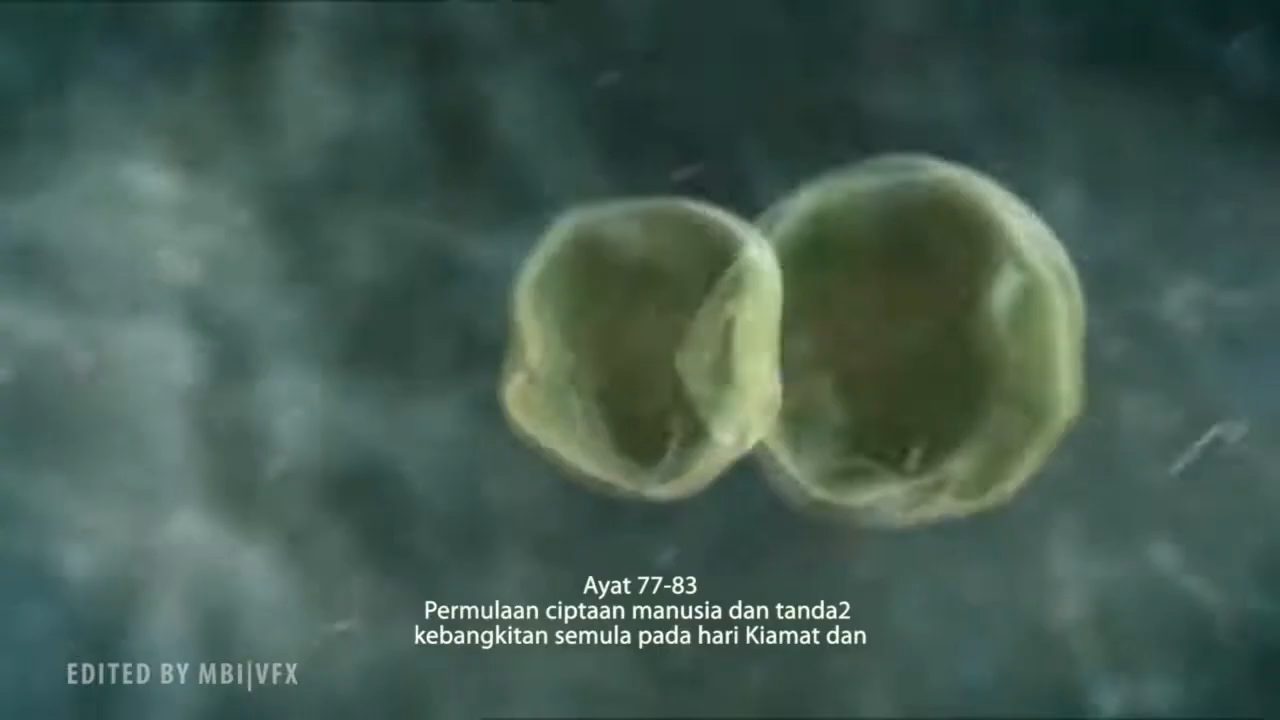 Ayat 77-83
Permulaan ciptaan manusia dan tanda2
kebangkitan semula pada hari Kiamat dan
EDITED BY MBI|VFX